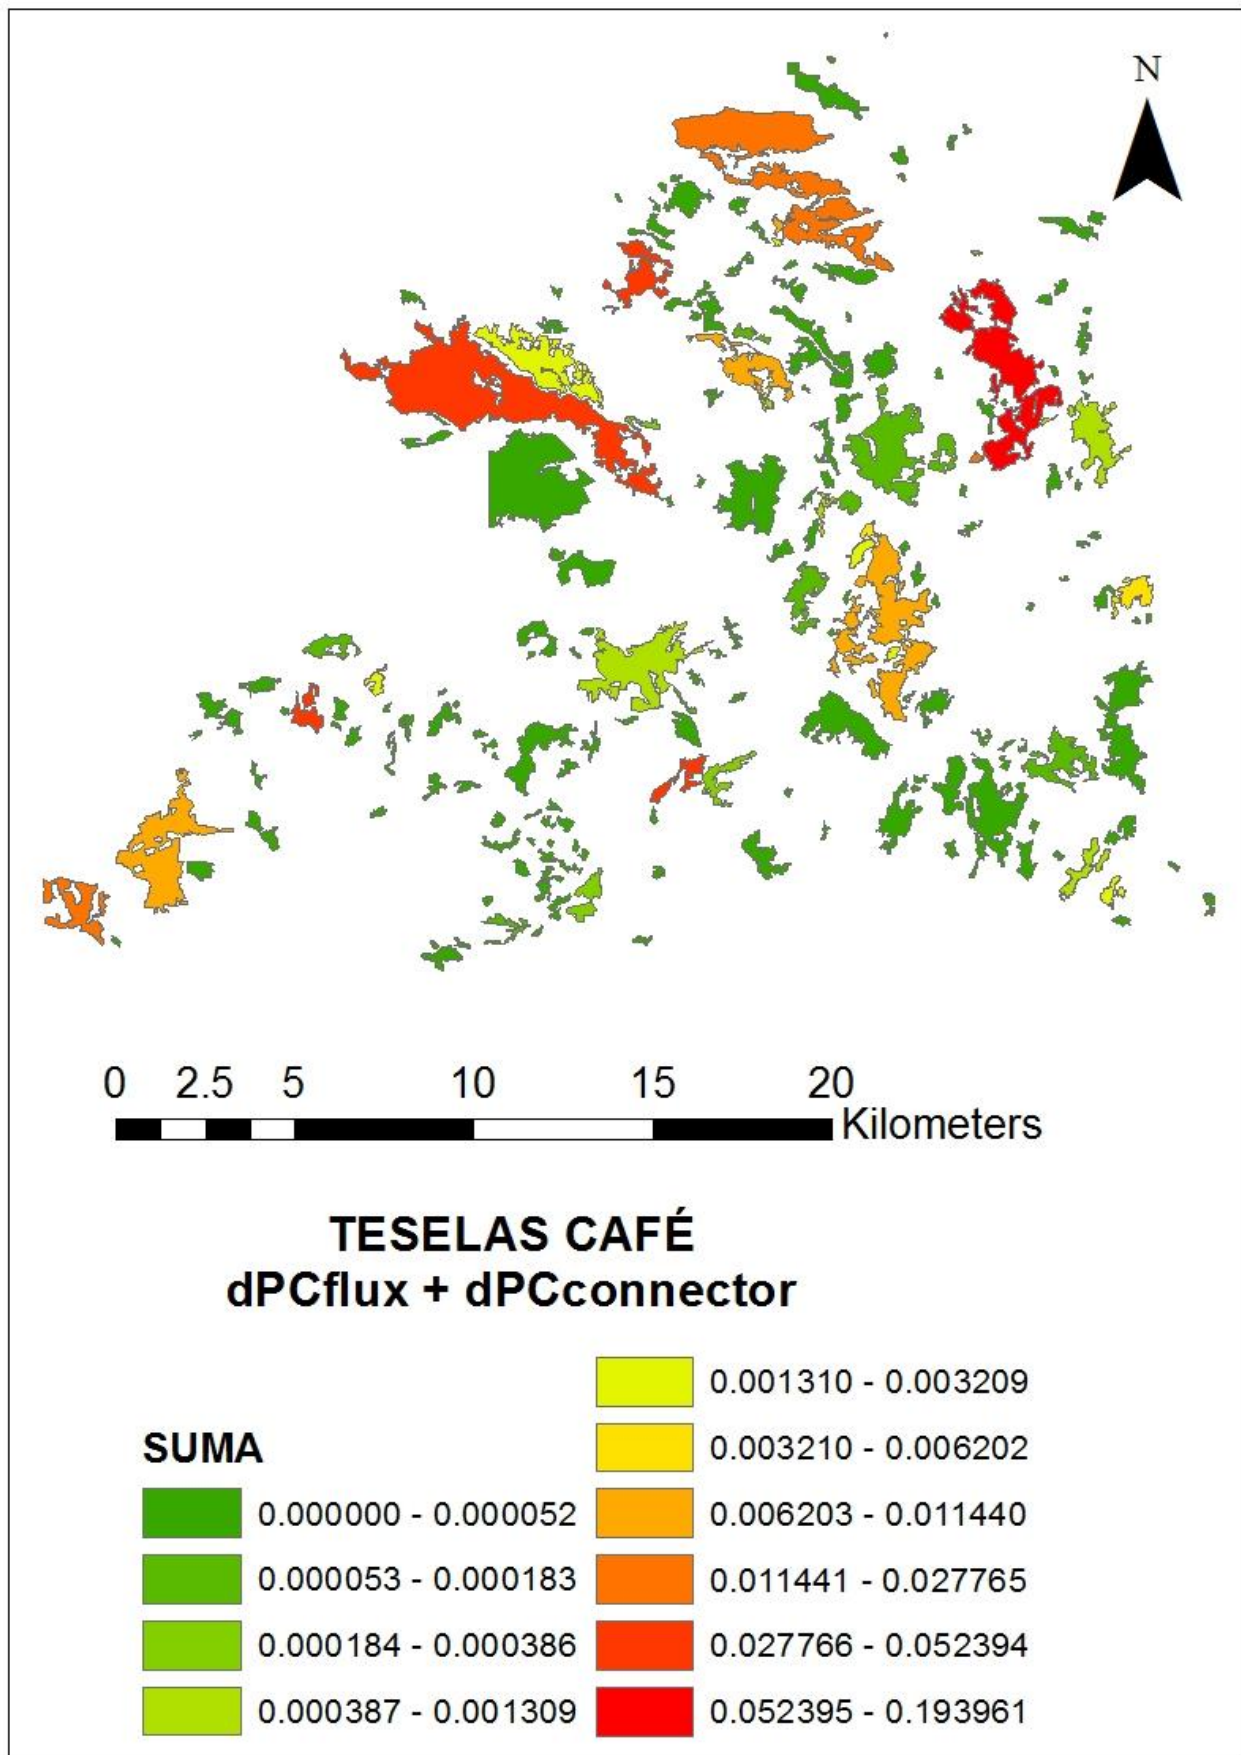 N
0 2.5 5 10 15 20
Kilometers
TESELAS CAFÉ
dPCflux + dPCconnector
SUMA
0.000000 - 0.000052
0.000053 - 0.000183
0.000184 - 0.000386
0.000387 - 0.001309
0.001310 - 0.003209
0.003210 - 0.006202
0.006203 - 0.011440
0.011441 - 0.027765
0.027766 - 0.052394
0.052395 - 0.193961